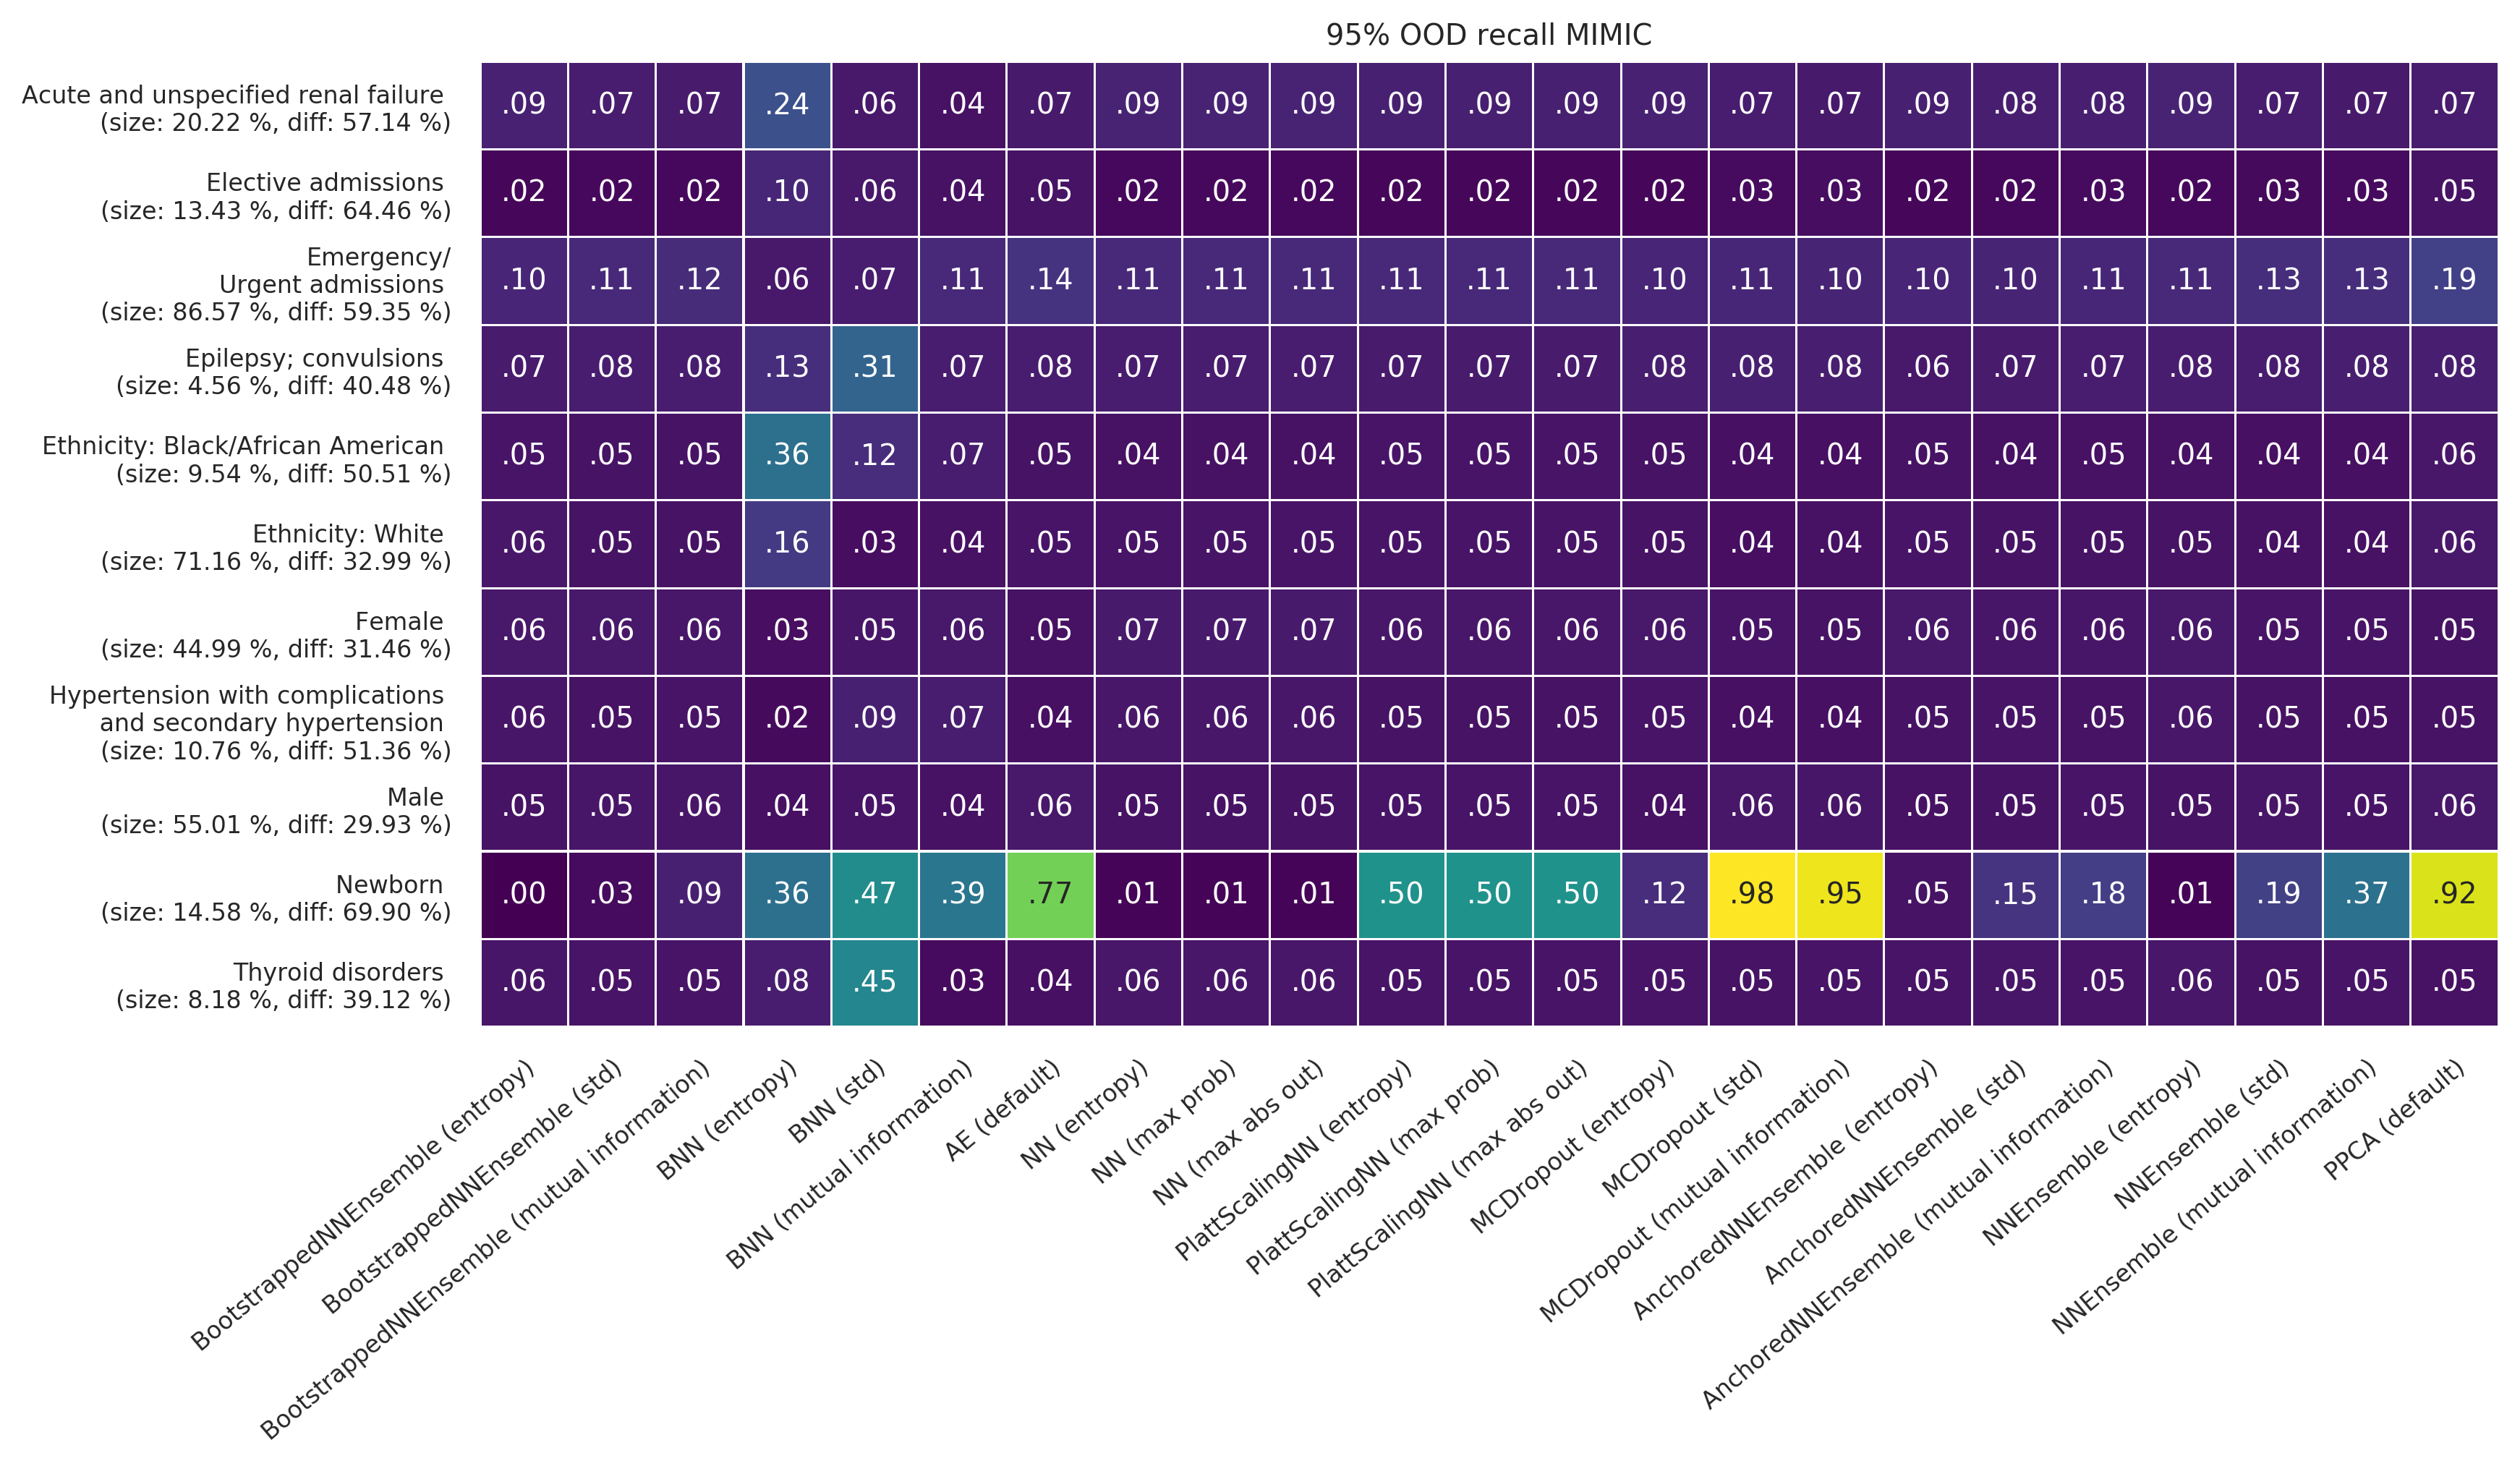 95% OOD recall MIMIC
Acute and unspecified renal failure
(size: 20.22 %, diff: 57.14 %)
.09 .07 .07 .24 .06 .04 .07 .09 .09 .09 .09 .09 .09 .09 .07 .07 .09 .08 .08 .09 .07 .07 .07
Elective admissions
(size: 13.43 %, diff: 64.46 %)
.02 .02 .02 .10 .06 .04 .05 .02 .02 .02 .02 .02 .02 .02 .03 .03 .02 .02 .03 .02 .03 .03 .05
Emergency/
Urgent admissions
(size: 86.57 %, diff: 59.35 %)
.10 .11 .12 .06 .07 .11 .14 .11 .11 .11 .11 .11 .11 .10 .11 .10 .10 .10 .11 .11 .13 .13 .19
Epilepsy; convulsions
(size: 4.56 %, diff: 40.48 %)
.07 .08 .08 .13 .31 .07 .08 .07 .07 .07 .07 .07 .07 .08 .08 .08 .06 .07 .07 .08 .08 .08 .08
Ethnicity: Black/African American
(size: 9.54 %, diff: 50.51 %)
.05 .05 .05 .36 .12 .07 .05 .04 .04 .04 .05 .05 .05 .05 .04 .04 .05 .04 .05 .04 .04 .04 .06
Ethnicity: White
(size: 71.16 %, diff: 32.99 %)
.06 .05 .05 .16 .03 .04 .05 .05 .05 .05 .05 .05 .05 .05 .04 .04 .05 .05 .05 .05 .04 .04 .06
Female
(size: 44.99 %, diff: 31.46 %)
.06 .06 .06 .03 .05 .06 .05 .07 .07 .07 .06 .06 .06 .06 .05 .05 .06 .06 .06 .06 .05 .05 .05
Hypertension with complications
and secondary hypertension
(size: 10.76 %, diff: 51.36 %)
.06 .05 .05 .02 .09 .07 .04 .06 .06 .06 .05 .05 .05 .05 .04 .04 .05 .05 .05 .06 .05 .05 .05
Male
(size: 55.01 %, diff: 29.93 %)
.05 .05 .06 .04 .05 .04 .06 .05 .05 .05 .05 .05 .05 .04 .06 .06 .05 .05 .05 .05 .05 .05 .06
Newborn
(size: 14.58 %, diff: 69.90 %)
.00 .03 .09 .36 .47 .39 .77 .01 .01 .01 .50 .50 .50 .12 .98 .95 .05 .15 .18 .01 .19 .37 .92
Thyroid disorders
(size: 8.18 %, diff: 39.12 %)
.06 .05 .05 .08 .45 .03 .04 .06 .06 .06 .05 .05 .05 .05 .05 .05 .05 .05 .05 .06 .05 .05 .05
BootstrappedNNEnsemble (entropy)
BootstrappedNNEnsemble (std)
BootstrappedNNEnsemble (mutual information)
BNN (entropy)
BNN (std)
BNN (mutual information)
AE (default)
NN (entropy)
NN (max prob)
NN (max abs out)
PlattScalingNN (entropy)
PlattScalingNN (max prob)
PlattScalingNN (max abs out)
MCDropout (entropy)
MCDropout (std)
MCDropout (mutual information)
AnchoredNNEnsemble (entropy)
AnchoredNNEnsemble (std)
AnchoredNNEnsemble (mutual information)
NNEnsemble (entropy)
NNEnsemble (std)
NNEnsemble (mutual information)
PPCA (default)